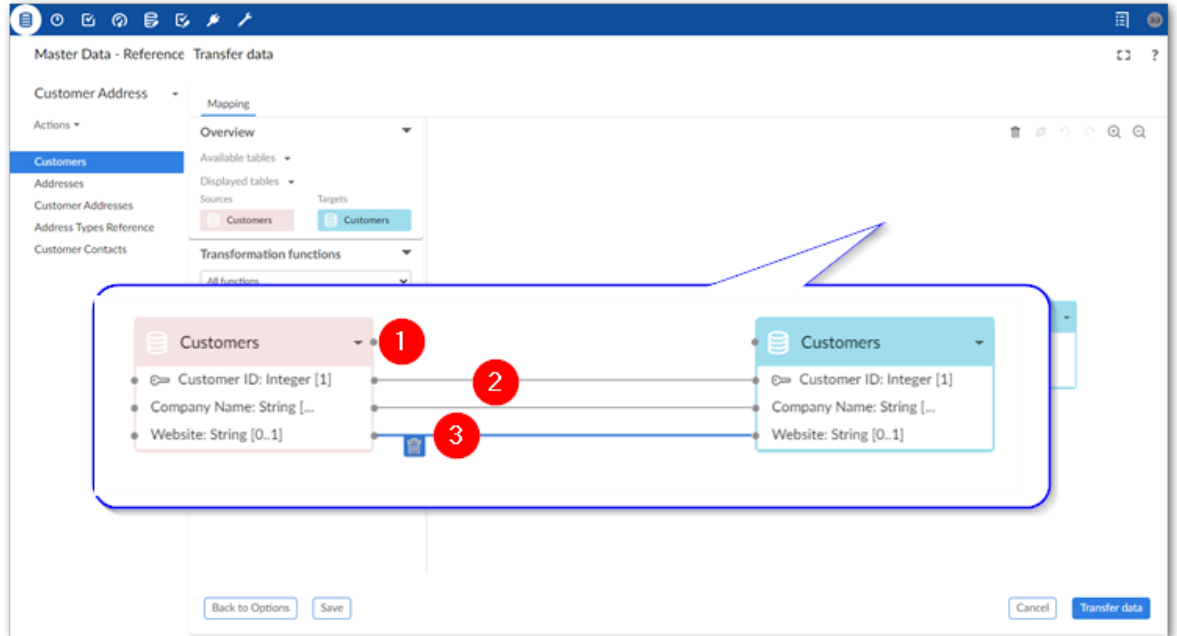 Master Data - Reference Transfer data
?
Customer Address
Mapping
Actions
Overview
Customers
Available tables
Addresses
Displayed tables
Customer Addresses
Sources Targets
Address Types Reference
Customers Customers
Customer Contacts
Transformation functions
All functions
Customers 1 Customers
Customer ID: Integer [1] 2 Customer ID: Integer [1]
Company Name: String [... Company Name: String [...
Website: String [0..1] 3 Website: String [0..1]
Back to Options Save Cancel Transfer data